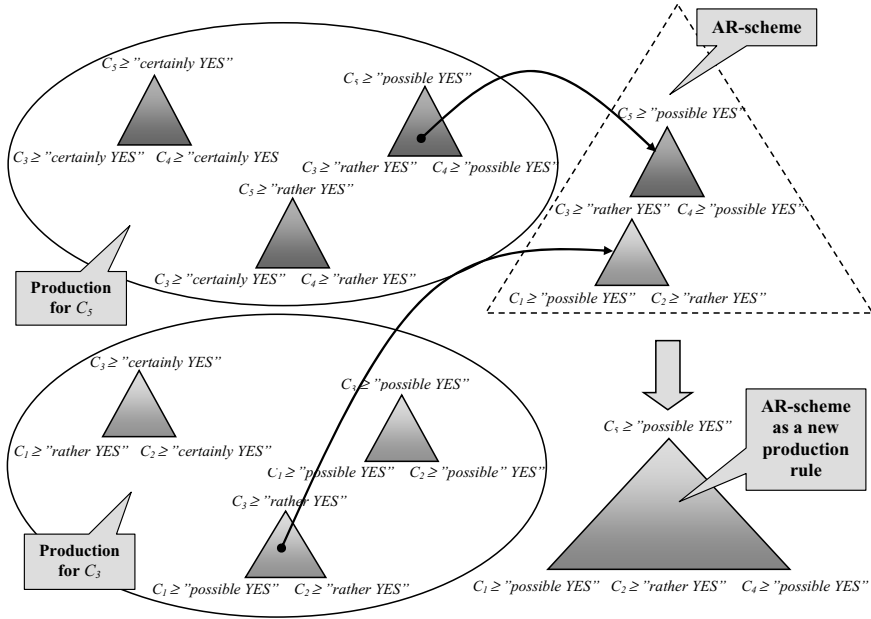 AR-scheme
C5 ≥ ”certainly YES”
C5 ≥ ”possible YES”
C3 ≥ ”certainly YES” C4 ≥ ”certainly YES
C3 ≥ ”rather YES” C4 ≥ ”possible YES”
C5 ≥ ”rather YES”
C3 ≥ ”certainly YES” C4 ≥ ”rather YES”
Production
for C5
C5 ≥ ”possible YES”
C3 ≥ ”rather YES” C4 ≥ ”possible YES”
C1 ≥ ”possible YES” C2 ≥ ”rather YES”
C3 ≥ ”certainly YES”
C3 ≥ ”possible YES”
C1 ≥ ”rather YES” C2 ≥ ”certainly YES”
C1 ≥ ”possible YES” C2 ≥ ”possible” YES”
C3 ≥ ”rather YES”
C1 ≥ ”possible YES” C2 ≥ ”rather YES”
Production
for C3
AR-scheme
as a new
production
rule
C5 ≥ ”possible YES”
C1 ≥ ”possible YES” C2 ≥ ”rather YES” C4 ≥ ”possible YES”